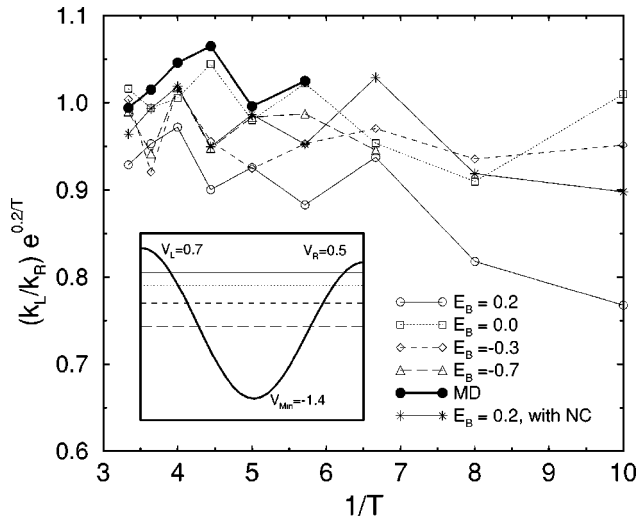 1.1
1.0
0.9
0.8
0.7
0.6
(k_L/k_R) e^{0.2/T}
V_L=0.7
V_R=0.5
V_Min=-1.4
E_B = 0.2
E_B = 0.0
E_B =-0.3
E_B =-0.7
MD
E_B = 0.2, with NC
3 4 5 6 7 8 9 10
1/T